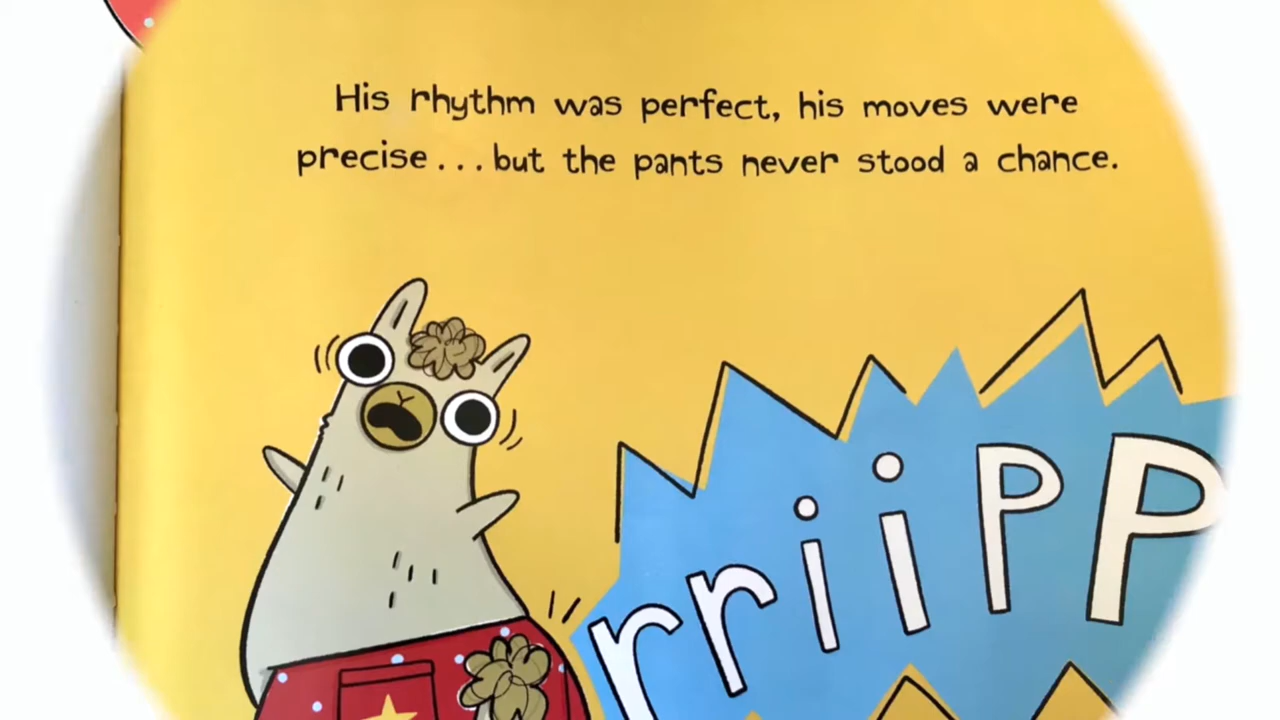 His rhythm was perfect, his moves were
precise...but the pants never stood a chance.
rriipp